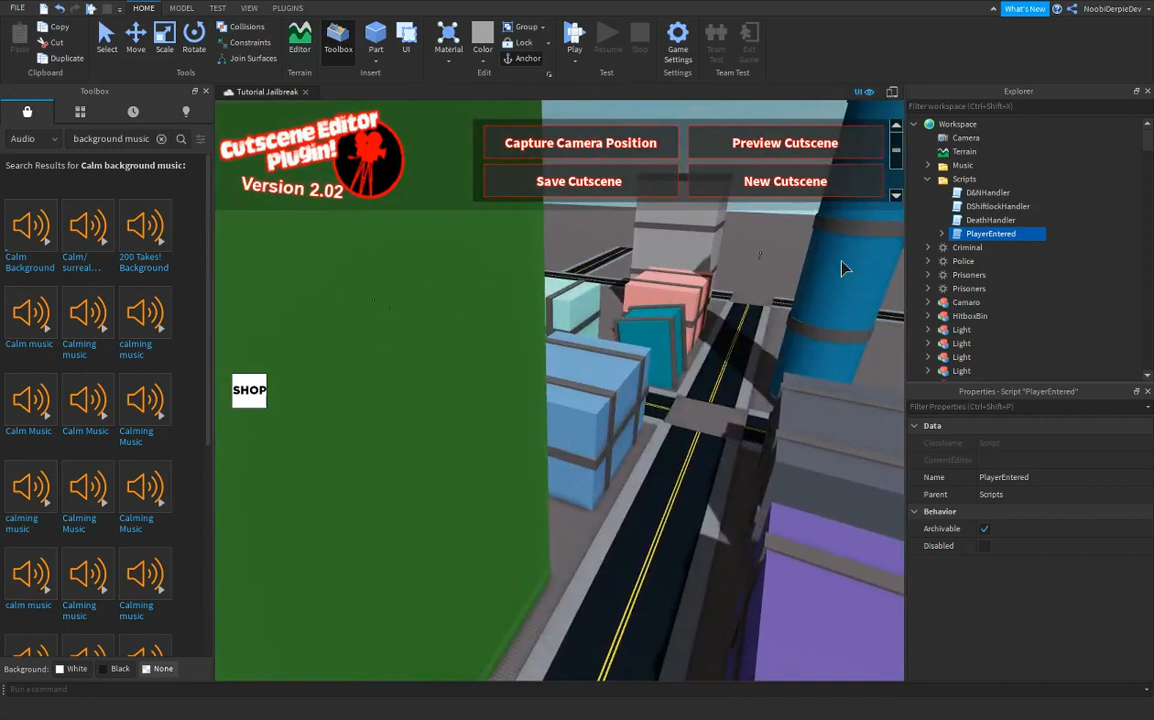 FILE HOME MODEL TEST VIEW PLUGINS What's New NoobiDerpieDev
Paste Copy Cut Duplicate Clipboard
Select Move Scale Rotate Collisions Constraints Join Surfaces Tools
Editor Terrain Toolbox Part UI Insert
Material Color Group Lock Anchor Edit
Play Resume Stop Test
Game Settings Settings
Team Test Exit Game Team Test
Toolbox
Audio background music
Search Results for Calm background music:
Calm Background
Calm/ surreal...
200 Takes! Background
Calm music
Calming music
calming music
Calm Music
Calm Music
Calming Music
calming music
Calming Music
Calming Music
calm music
Calming music
Calming music
Background: White Black None
Run a command
Tutorial Jailbreak
UI
Cutscene Editor
Plugin!
Version 2.02
Capture Camera Position
Preview Cutscene
Save Cutscene
New Cutscene
SHOP
Explorer
Filter workspace (Ctrl+Shift+X)
Workspace
Camera
Terrain
Music
Scripts
D&NHandler
DShiftlockHandler
DeathHandler
PlayerEntered
Criminal
Police
Prisoners
Prisoners
Camaro
HitboxBin
Light
Light
Light
Light
Properties - Script "PlayerEntered"
Filter Properties (Ctrl+Shift+P)
Data
ClassName Script
CurrentEditor
Name PlayerEntered
Parent Scripts
Behavior
Archivable
Disabled